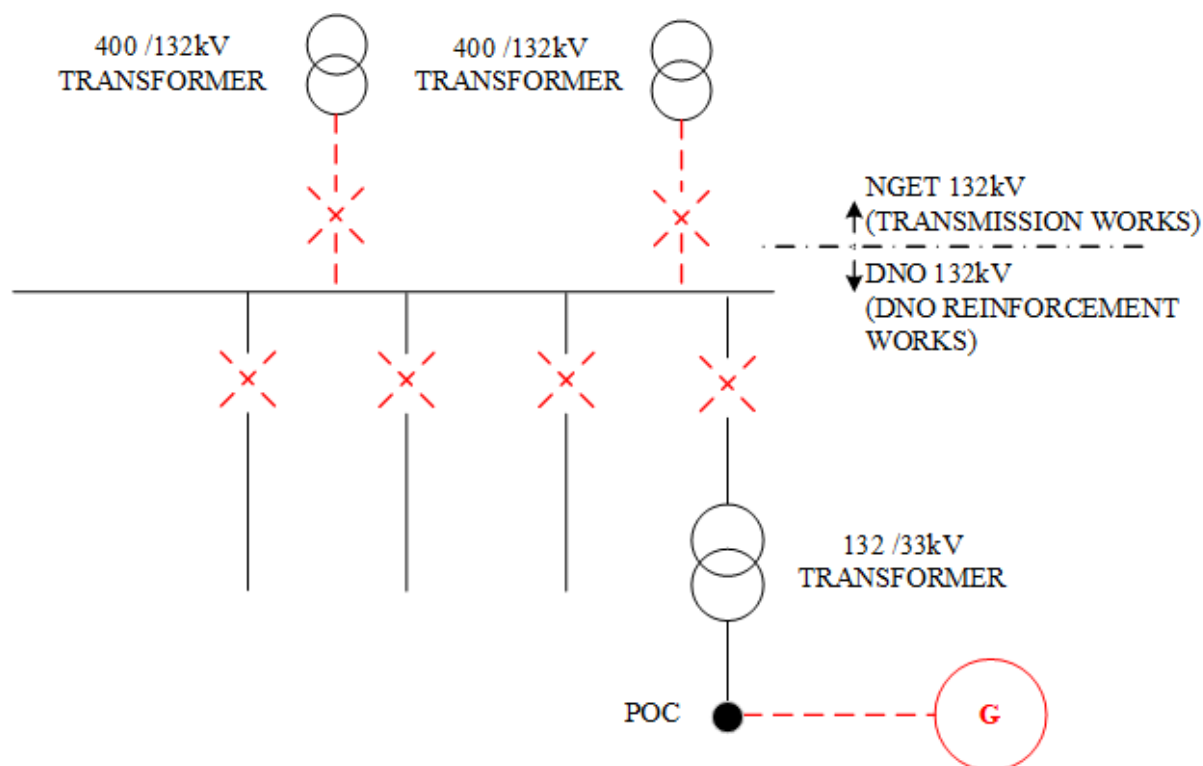 400 /132kV
TRANSFORMER
400 /132kV
TRANSFORMER
NGET 132kV
(TRANSMISSION WORKS)
DNO 132kV
(DNO REINFORCEMENT
WORKS)
132 /33kV
TRANSFORMER
POC
G